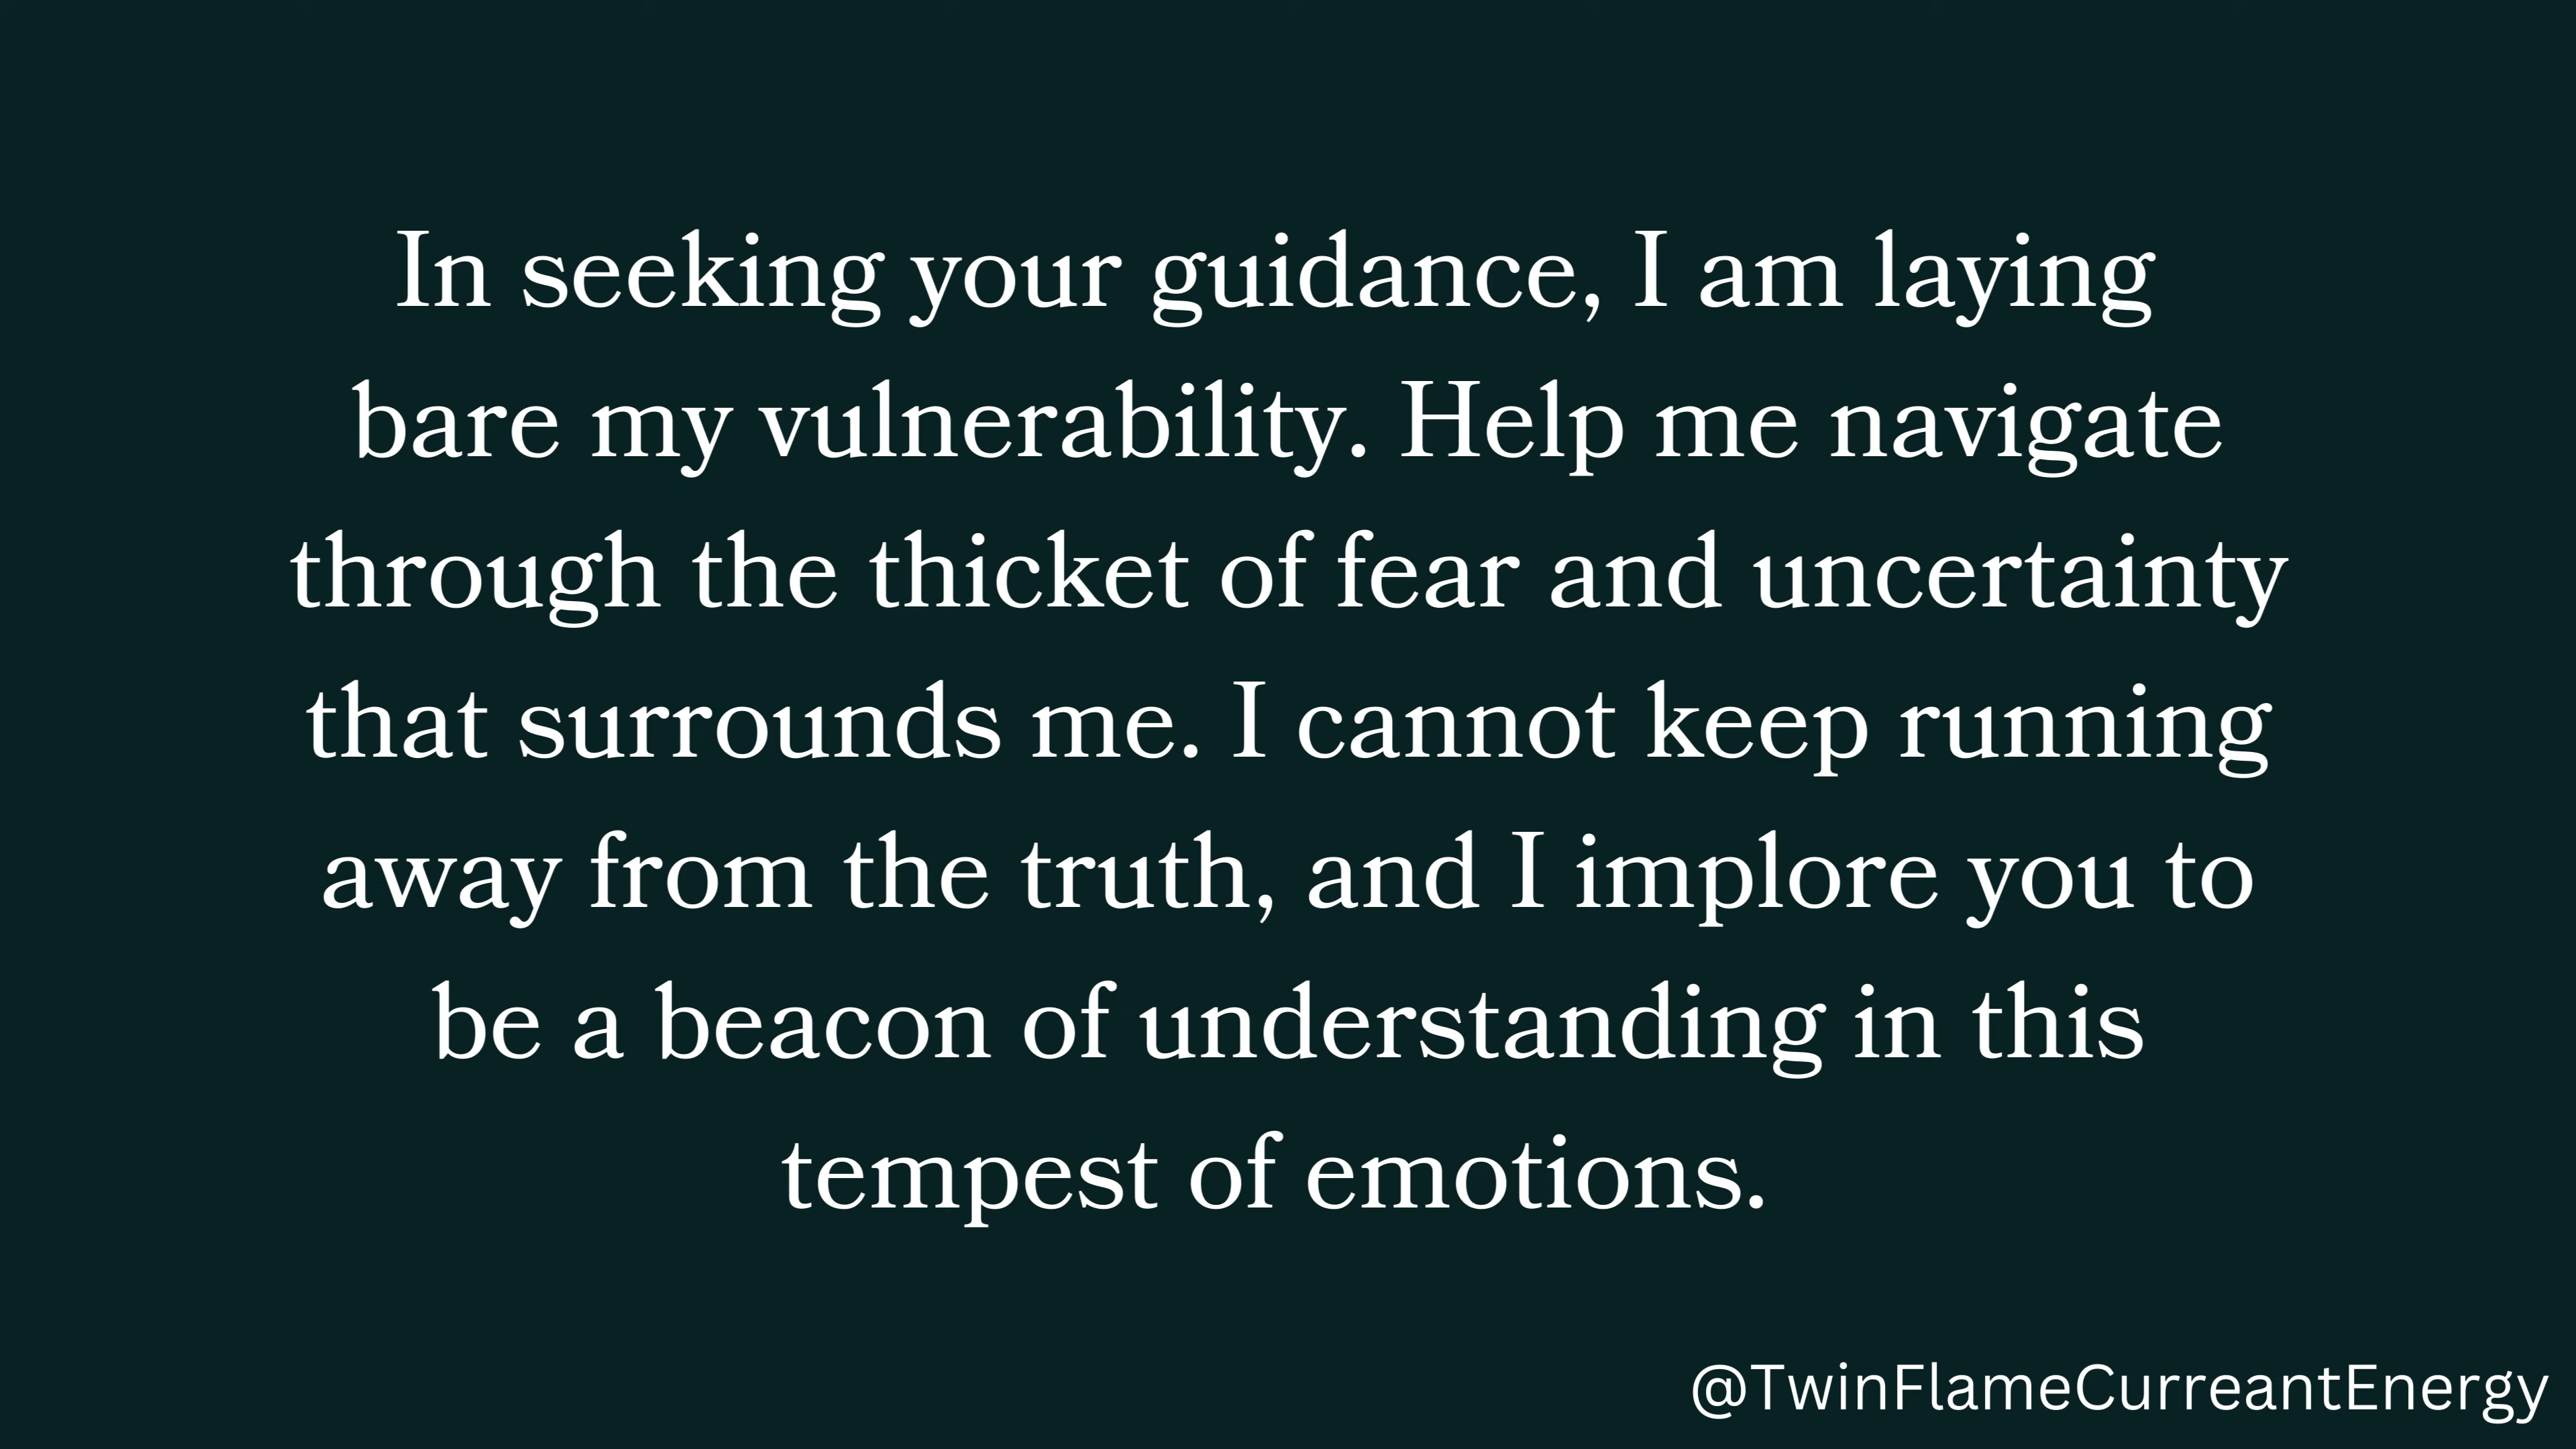 In seeking your guidance, I am laying
bare my vulnerability. Help me navigate
through the thicket of fear and uncertainty
that surrounds me. I cannot keep running
away from the truth, and I implore you to
be a beacon of understanding in this
tempest of emotions.
@TwinFlameCurreantEnergy